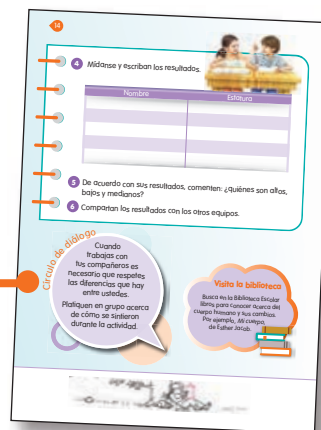 14
4 Mídanse y escriban los resultados.
Nombre Estatura
5 De acuerdo con sus resultados, comenten: ¿quiénes son altos,
bajos y medianos?
6 Compartan los resultados con los otros equipos.
Círculo de diálogo
Cuando
trabajas con
tus compañeros es
necesario que respetes
las diferencias que hay
entre ustedes.
Platiquen en grupo acerca
de cómo se sintieron
durante la actividad.
Visita la biblioteca
Busca en la Biblioteca Escolar
libros para conocer acerca del
cuerpo humano y sus cambios.
Por ejemplo, Mi cuerpo,
de Esther Jacob.